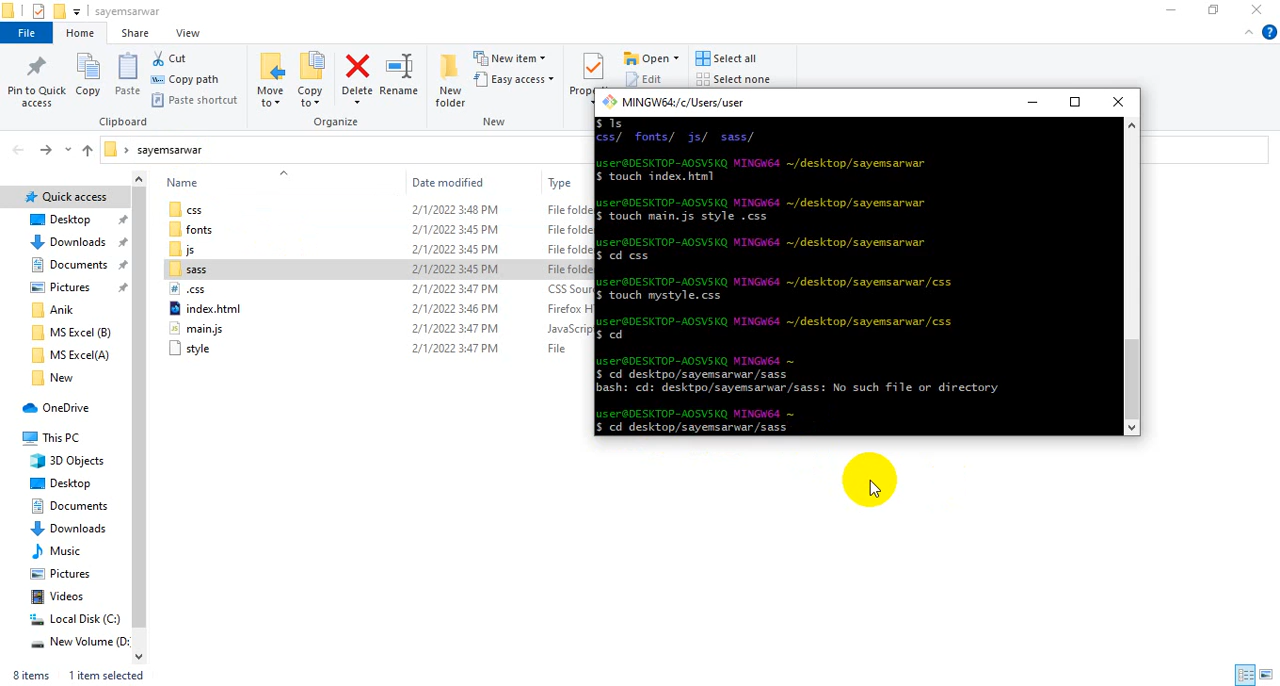 sayemsarwar
File Home Share View
Pin to Quick access
Copy
Paste
Cut
Copy path
Paste shortcut
Clipboard
Move to
Copy to
Delete
Rename
Organize
New folder
New item
Easy access
New
Open
Edit
Select all
Select none
sayemsarwar
Name Date modified Type
css 2/1/2022 3:48 PM File folde
fonts 2/1/2022 3:45 PM File folde
js 2/1/2022 3:45 PM File folde
sass 2/1/2022 3:45 PM File folde
.css 2/1/2022 3:47 PM CSS Sourc
index.html 2/1/2022 3:46 PM Firefox H
main.js 2/1/2022 3:47 PM JavaScrip
style 2/1/2022 3:47 PM File
Quick access
Desktop
Downloads
Documents
Pictures
Anik
MS Excel (B)
MS Excel(A)
New
OneDrive
This PC
3D Objects
Desktop
Documents
Downloads
Music
Pictures
Videos
Local Disk (C:)
New Volume (D:
8 items 1 item selected
MINGW64:/c/Users/user
$ ls
css/ fonts/ js/ sass/
user@DESKTOP-AOSV5KQ MINGW64 ~/desktop/sayemsarwar
$ touch index.html
user@DESKTOP-AOSV5KQ MINGW64 ~/desktop/sayemsarwar
$ touch main.js style .css
user@DESKTOP-AOSV5KQ MINGW64 ~/desktop/sayemsarwar
$ cd css
user@DESKTOP-AOSV5KQ MINGW64 ~/desktop/sayemsarwar/css
$ touch mystyle.css
user@DESKTOP-AOSV5KQ MINGW64 ~/desktop/sayemsarwar/css
$ cd
user@DESKTOP-AOSV5KQ MINGW64 ~
$ cd desktpo/sayemsarwar/sass
bash: cd: desktpo/sayemsarwar/sass: No such file or directory
user@DESKTOP-AOSV5KQ MINGW64 ~
$ cd desktop/sayemsarwar/sass